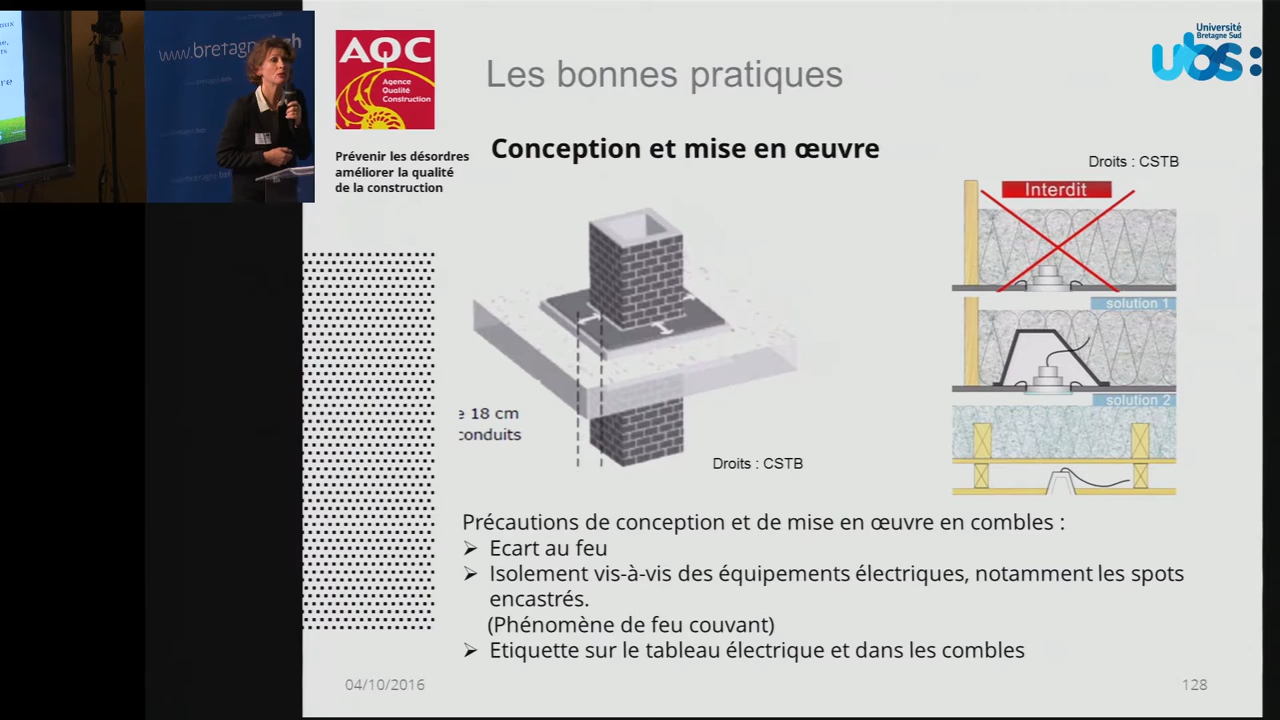 www.bretagne.bzh
AQC
Agence
Qualité
Construction
Prévenir les désordres
améliorer la qualité
de la construction
Les bonnes pratiques
Université
Bretagne Sud
ubs:
Conception et mise en œuvre
Droits : CSTB
Interdit
solution 1
solution 2
e 18 cm
conduits
Droits : CSTB
Précautions de conception et de mise en œuvre en combles :
➢ Ecart au feu
➢ Isolement vis-à-vis des équipements électriques, notamment les spots
encastrés.
(Phénomène de feu couvant)
➢ Etiquette sur le tableau électrique et dans les combles
04/10/2016
128